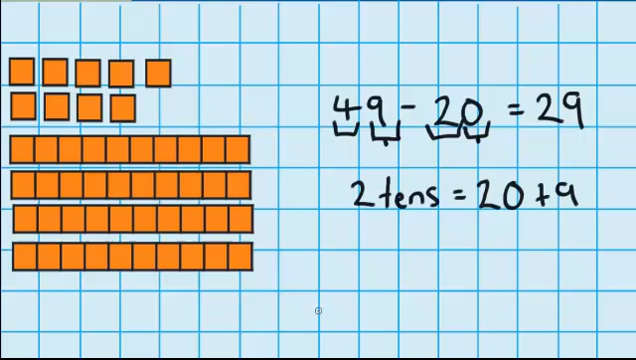 49 - 20 = 29
2 tens = 20 + 9